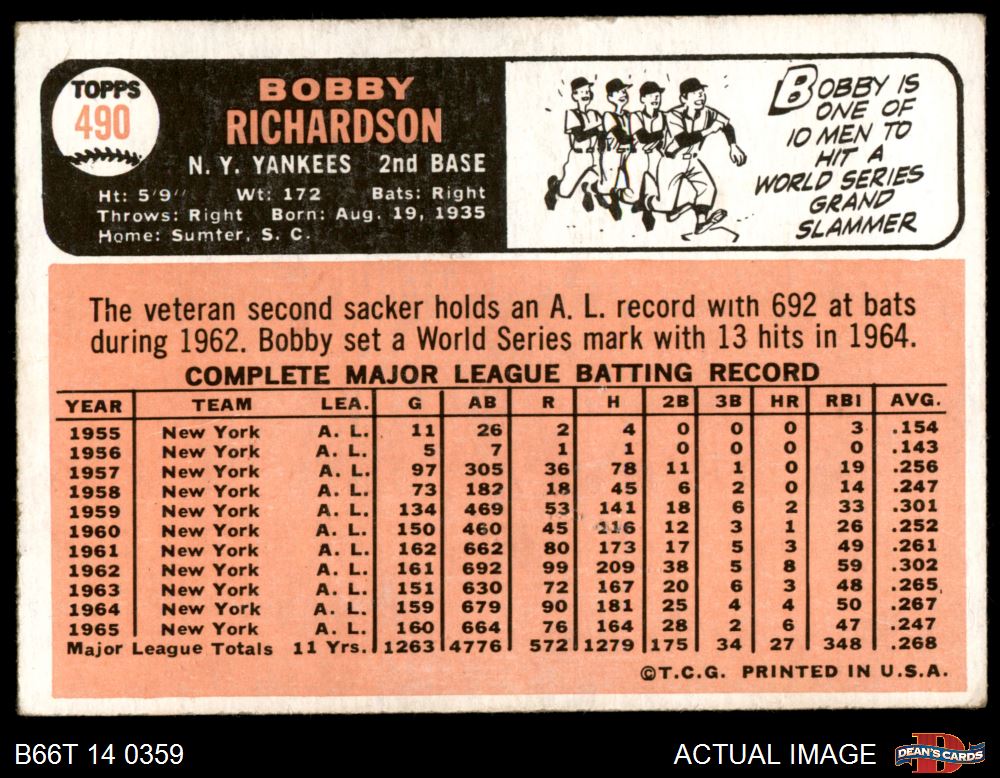 TOPPS
490
BOBBY
RICHARDSON
N. Y. YANKEES 2nd BASE
Ht: 5'9" Wt: 172 Bats: Right
Throws: Right Born: Aug. 19, 1935
Home: Sumter, S. C.
BOBBY IS
ONE OF
10 MEN TO
HIT A
WORLD SERIES
GRAND
SLAMMER
The veteran second sacker holds an A. L. record with 692 at bats
during 1962. Bobby set a World Series mark with 13 hits in 1964.
COMPLETE MAJOR LEAGUE BATTING RECORD
YEAR TEAM LEA. G AB R H 2B 3B HR RBI AVG.
1955 New York A. L. 11 26 2 4 0 0 0 3 .154
1956 New York A. L. 5 7 1 1 0 0 0 0 .143
1957 New York A. L. 97 305 36 78 11 1 0 19 .256
1958 New York A. L. 73 182 18 45 6 2 0 14 .247
1959 New York A. L. 134 469 53 141 18 6 2 33 .301
1960 New York A. L. 150 460 45 116 12 3 1 26 .252
1961 New York A. L. 162 662 80 173 17 5 3 49 .261
1962 New York A. L. 161 692 99 209 38 5 8 59 .302
1963 New York A. L. 151 630 72 167 20 6 3 48 .265
1964 New York A. L. 159 679 90 181 25 4 4 50 .267
1965 New York A. L. 160 664 76 164 28 2 6 47 .247
Major League Totals 11 Yrs. 1263 4776 572 1279 175 34 27 348 .268
©T.C.G. PRINTED IN U.S.A.
B66T 14 0359
ACTUAL IMAGE
DEAN'S CARDS